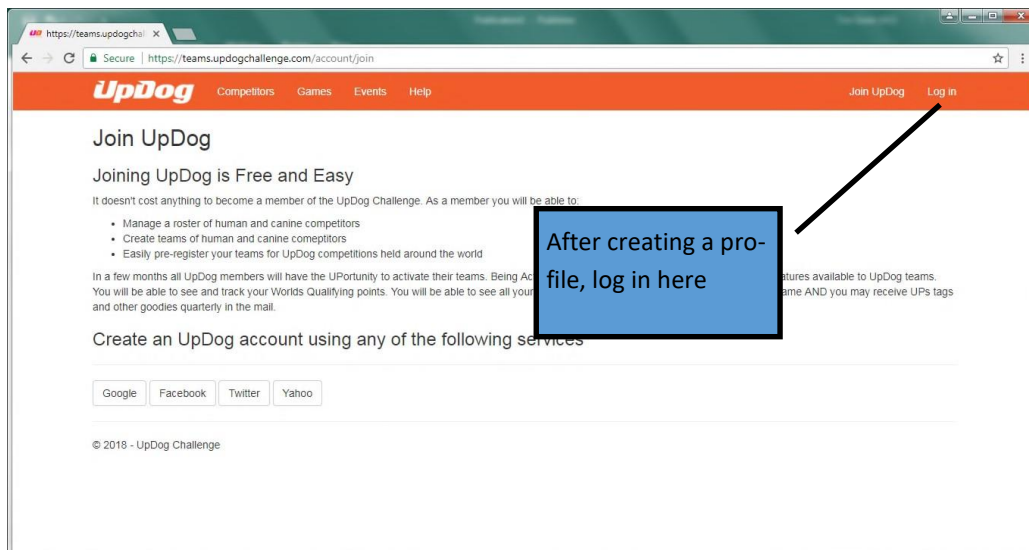 UD https://teams.updogchal ×
Secure | https://teams.updogchallenge.com/account/join
UpDog Competitors Games Events Help Join UpDog Log in
Join UpDog
Joining UpDog is Free and Easy
It doesn't cost anything to become a member of the UpDog Challenge. As a member you will be able to:
• Manage a roster of human and canine competitors
• Create teams of human and canine comeptitors
• Easily pre-register your teams for UpDog competitions held around the world
After creating a pro-
file, log in here
In a few months all UpDog members will have the UPortunity to activate their teams. Being Ac atures available to UpDog teams.
You will be able to see and track your Worlds Qualifying points. You will be able to see all your ame AND you may receive UPs tags
and other goodies quarterly in the mail.
Create an UpDog account using any of the following services
Google Facebook Twitter Yahoo
© 2018 - UpDog Challenge